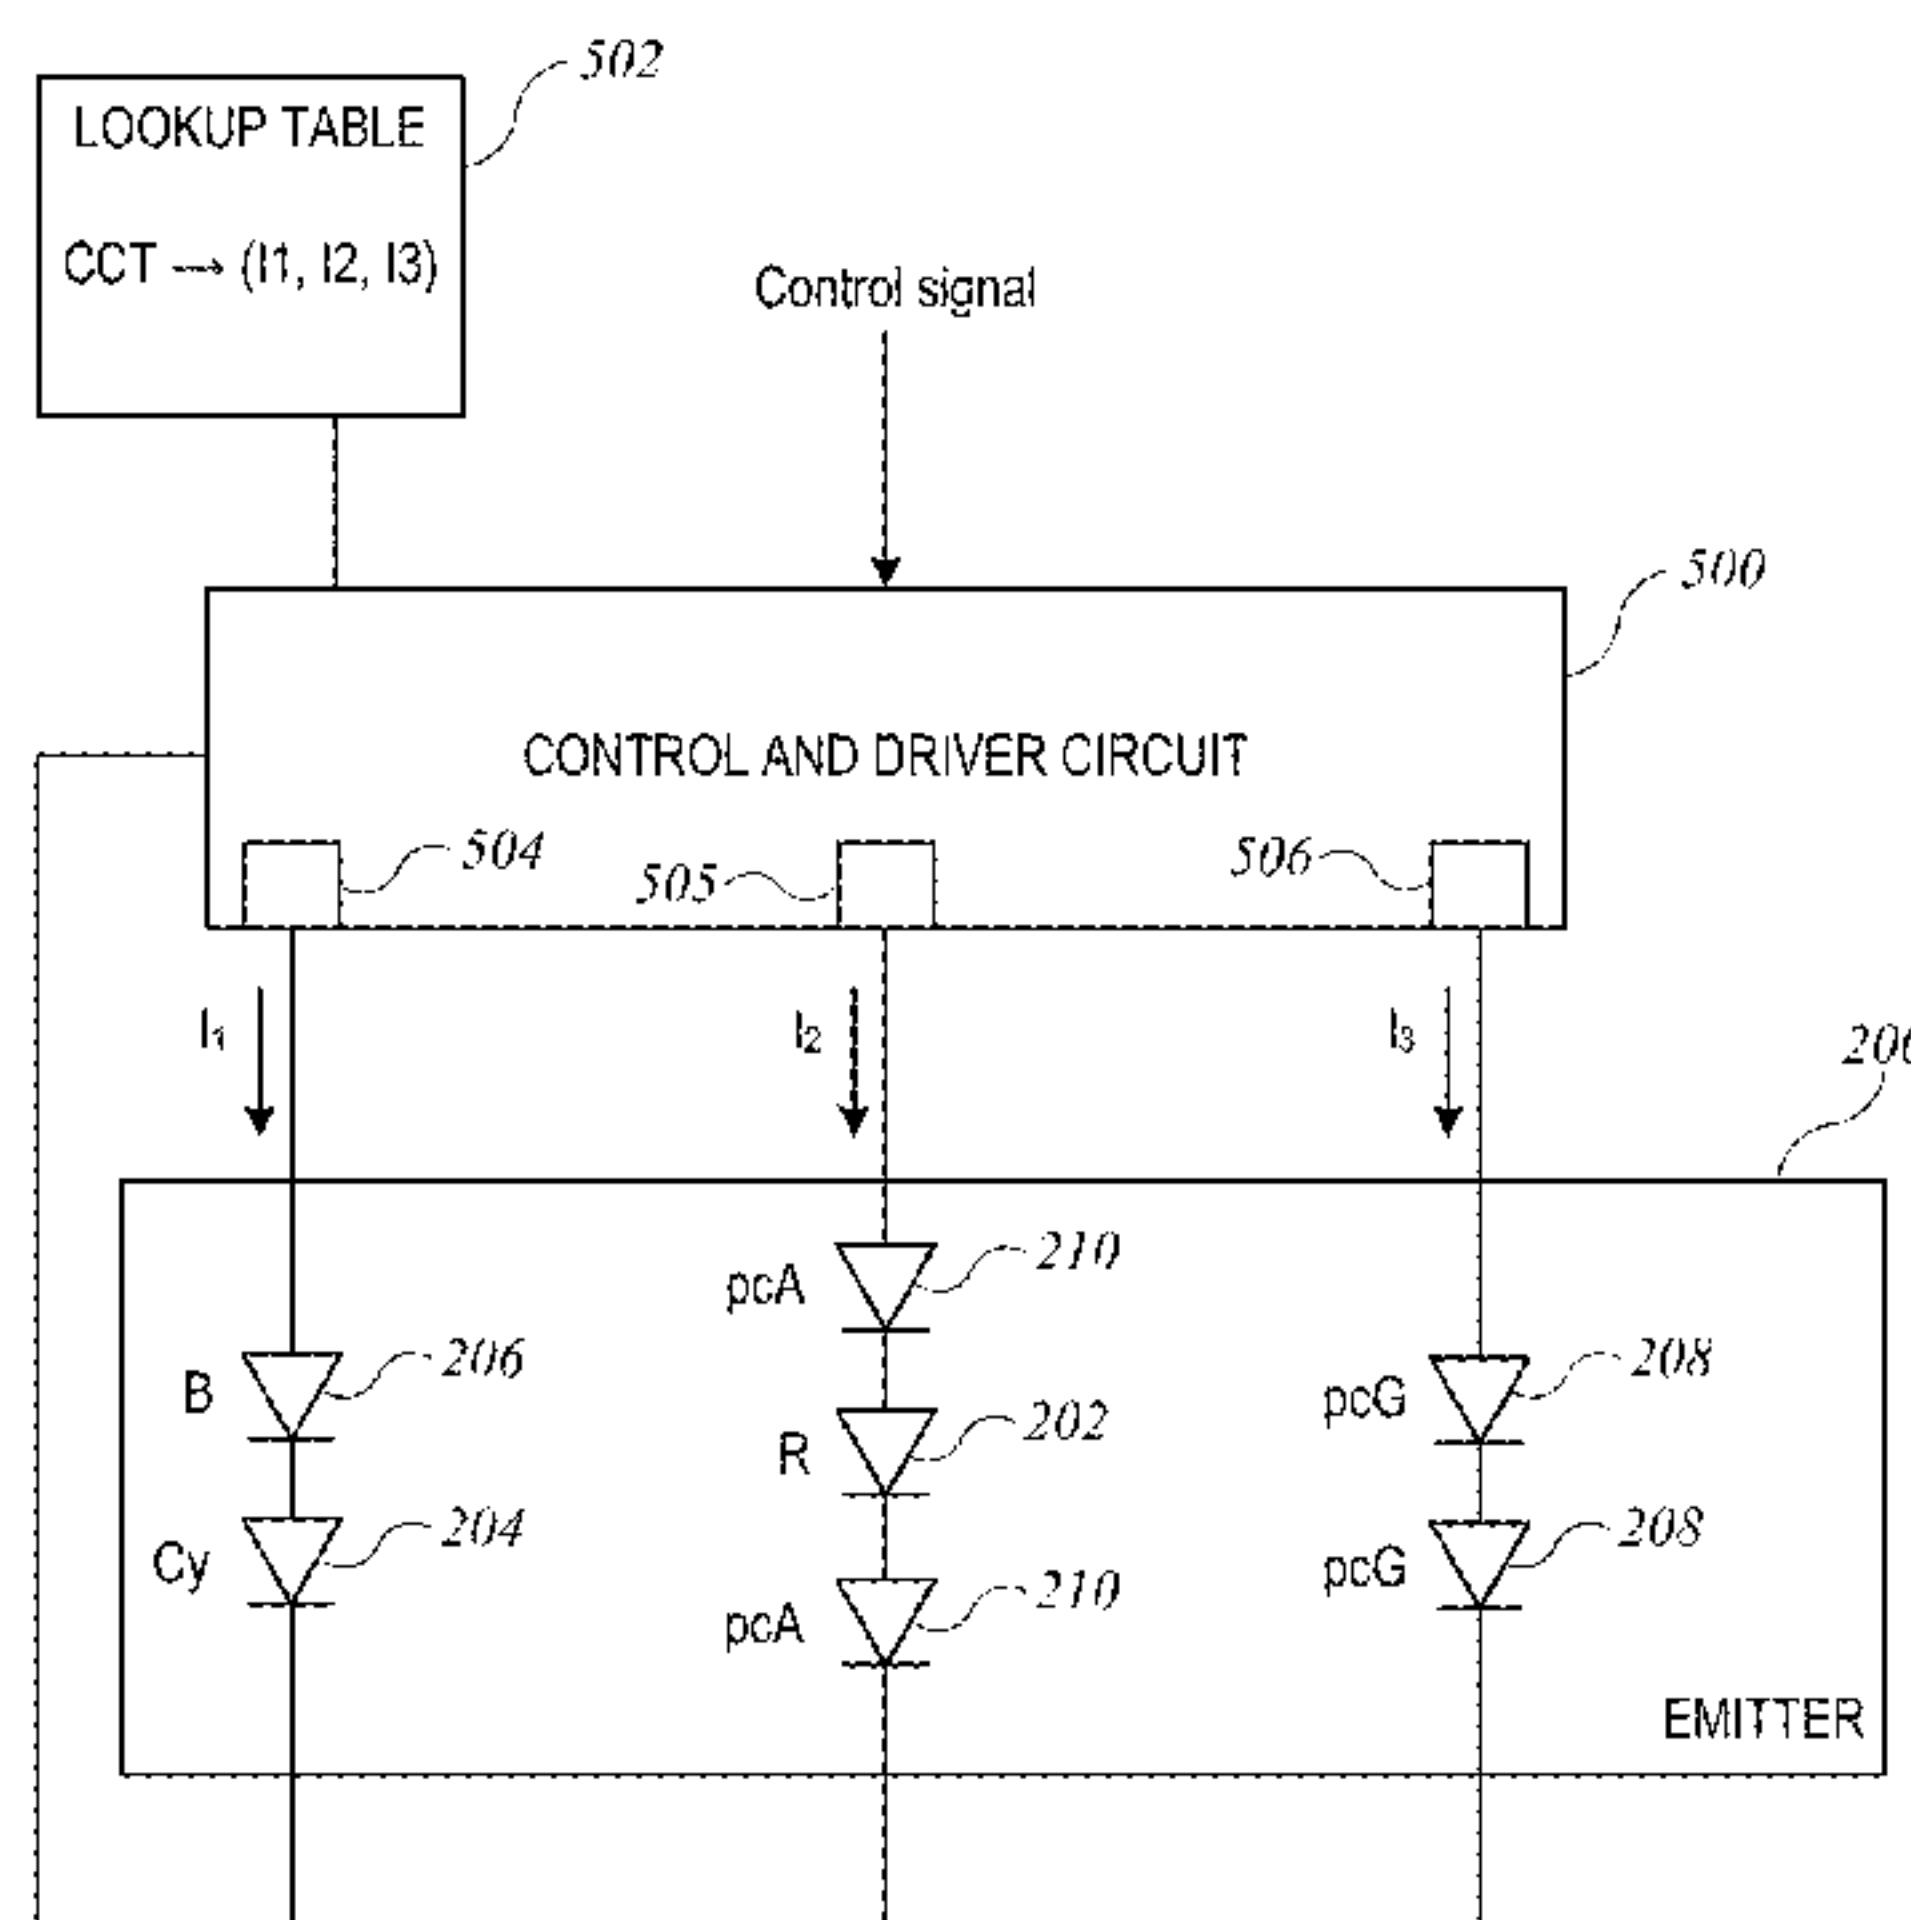 502
LOOKUP TABLE
CCT → (I1, I2, I3)
Control signal
500
CONTROL AND DRIVER CIRCUIT
504
505
506
I1
I2
I3
pcA
210
B
206
R
202
pcG
208
Cy
204
pcA
210
pcG
208
EMITTER